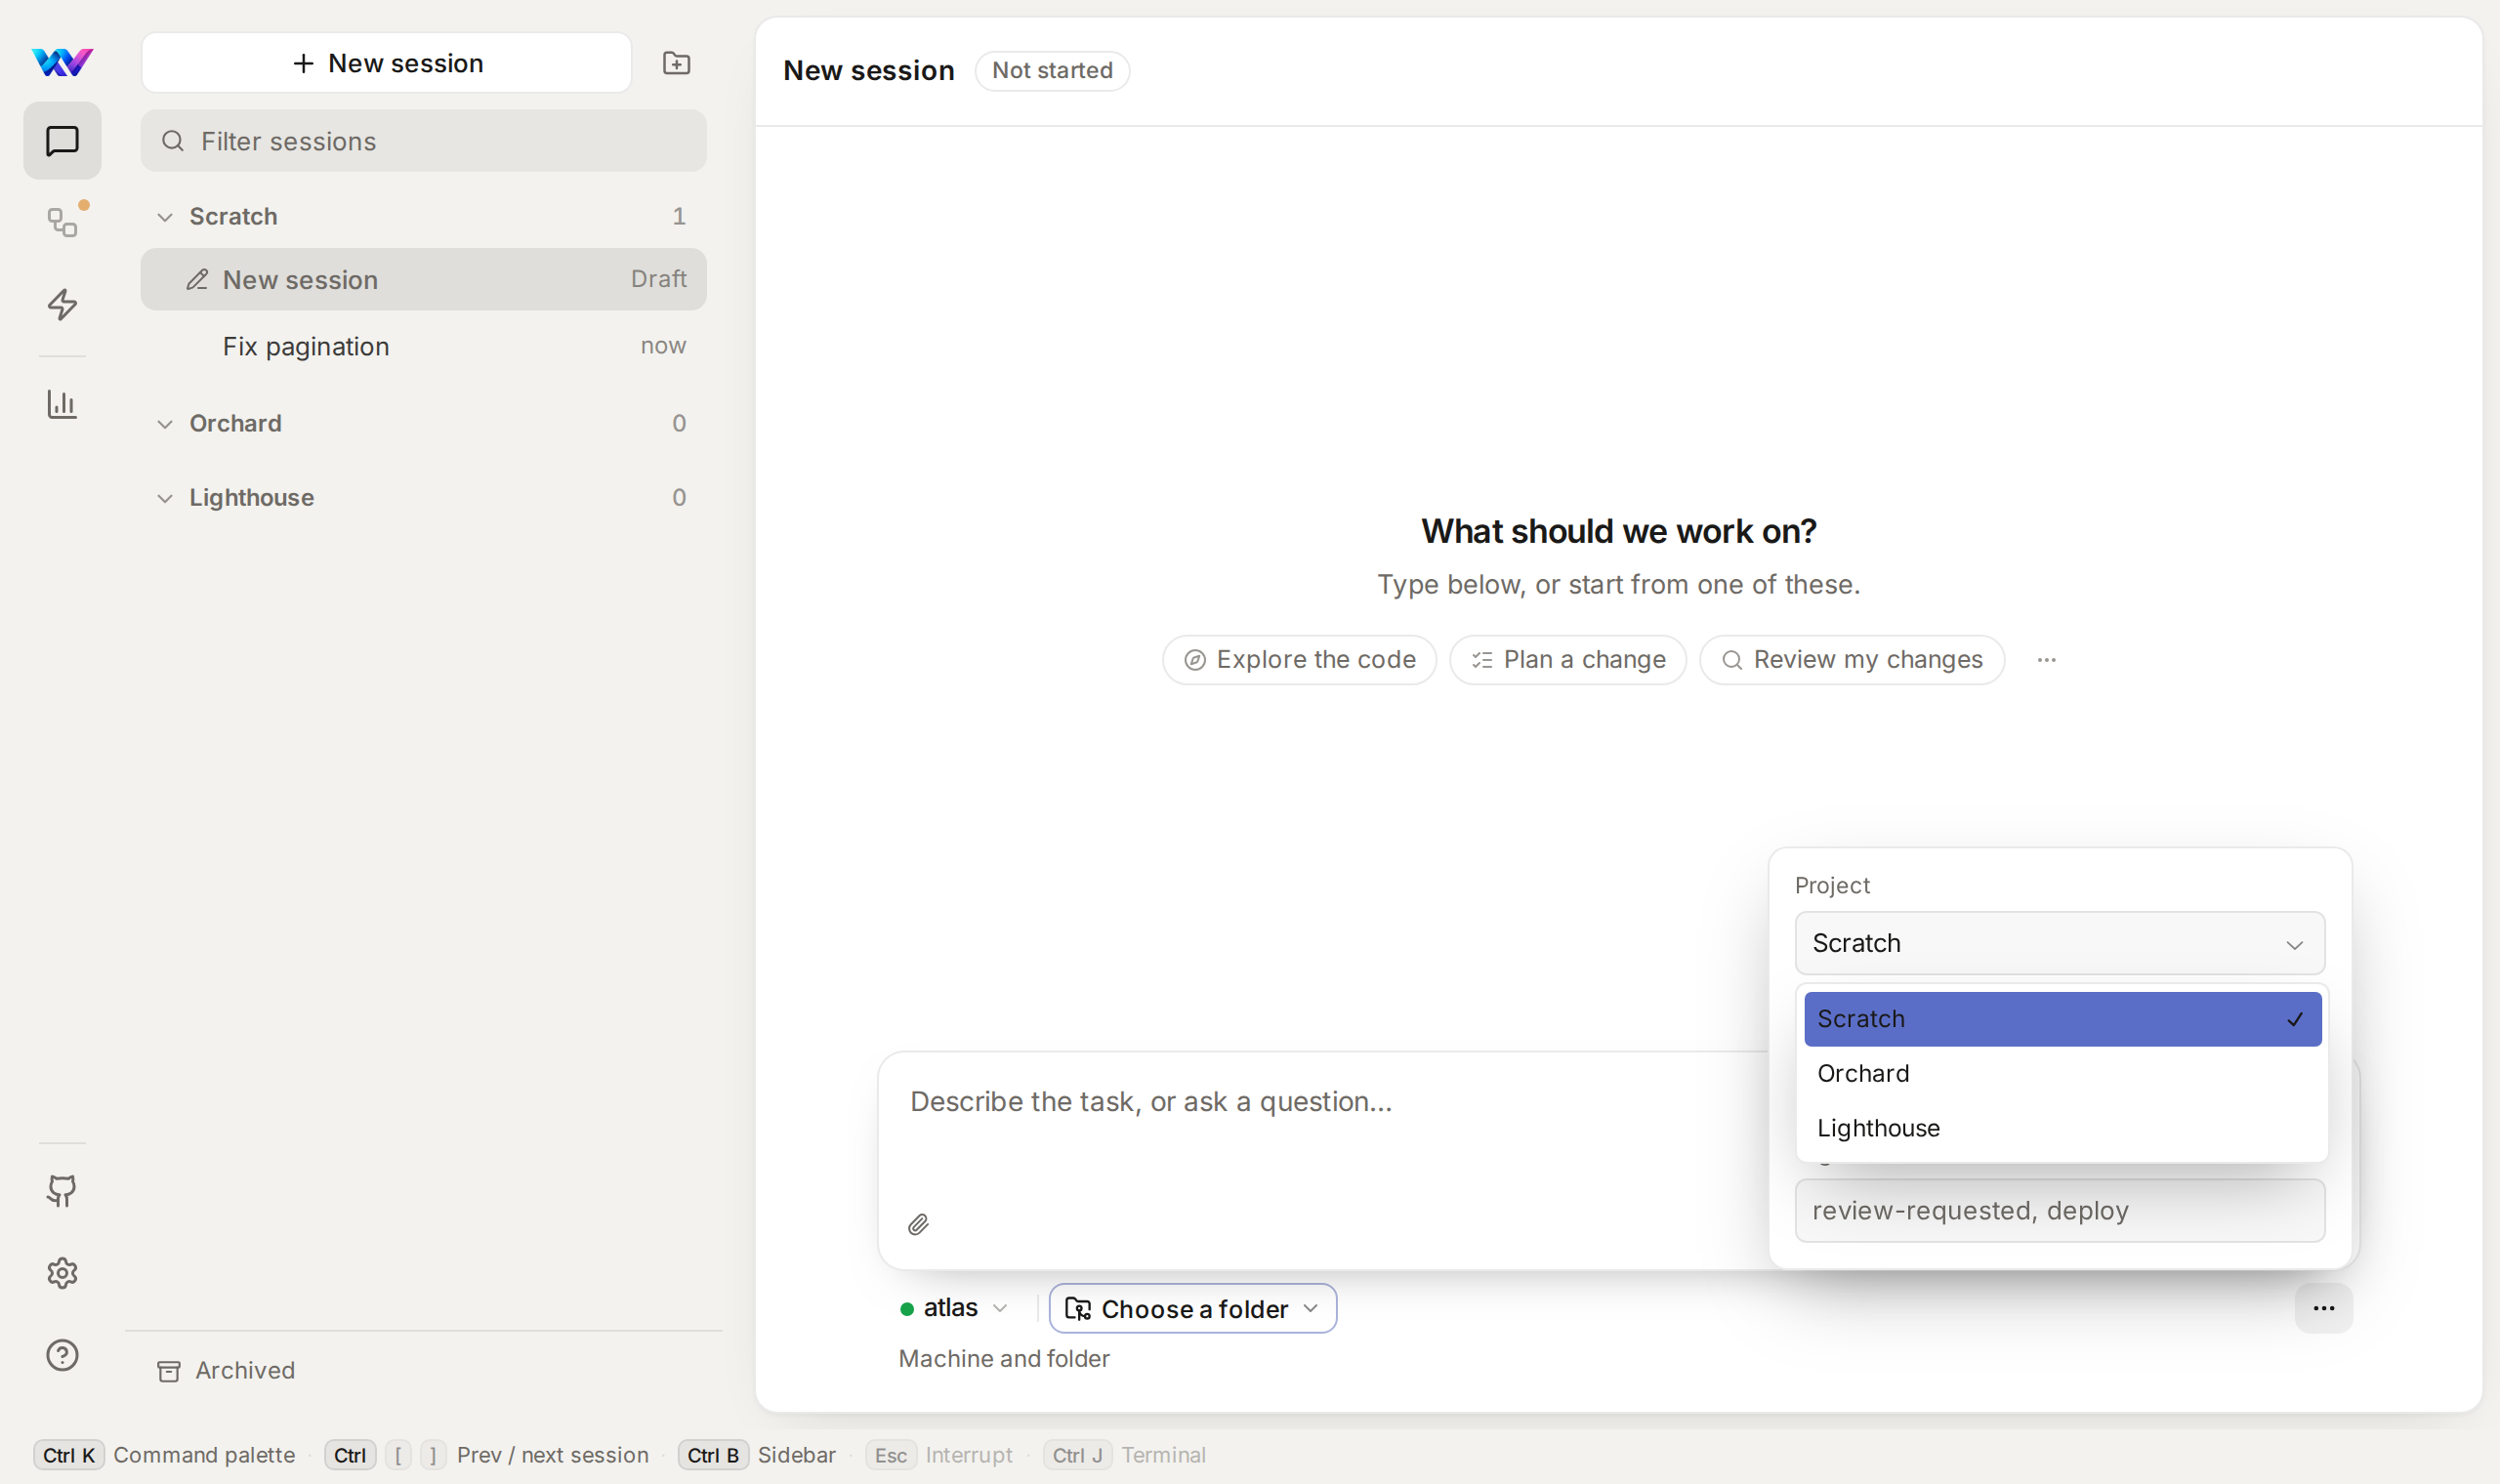 New session
Filter sessions
Scratch 1
New session Draft
Fix pagination now
Orchard 0
Lighthouse 0
Archived
New session Not started
What should we work on?
Type below, or start from one of these.
Explore the code Plan a change Review my changes
Project
Scratch
Scratch
Orchard
Lighthouse
review-requested, deploy
Describe the task, or ask a question...
atlas Choose a folder
Machine and folder
Ctrl K Command palette · Ctrl [ ] Prev / next session · Ctrl B Sidebar · Esc Interrupt · Ctrl J Terminal